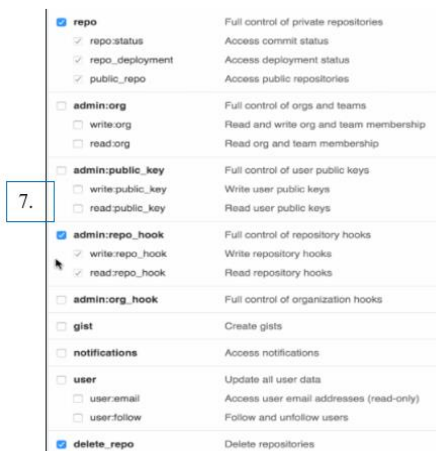 repo Full control of private repositories
repo:status Access commit status
repo_deployment Access deployment status
public_repo Access public repositories
admin:org Full control of orgs and teams
write:org Read and write org and team membership
read:org Read org and team membership
admin:public_key Full control of user public keys
write:public_key Write user public keys
7.
read:public_key Read user public keys
admin:repo_hook Full control of repository hooks
write:repo_hook Write repository hooks
read:repo_hook Read repository hooks
admin:org_hook Full control of organization hooks
gist Create gists
notifications Access notifications
user Update all user data
user:email Access user email addresses (read-only)
user:follow Follow and unfollow users
delete_repo Delete repositories